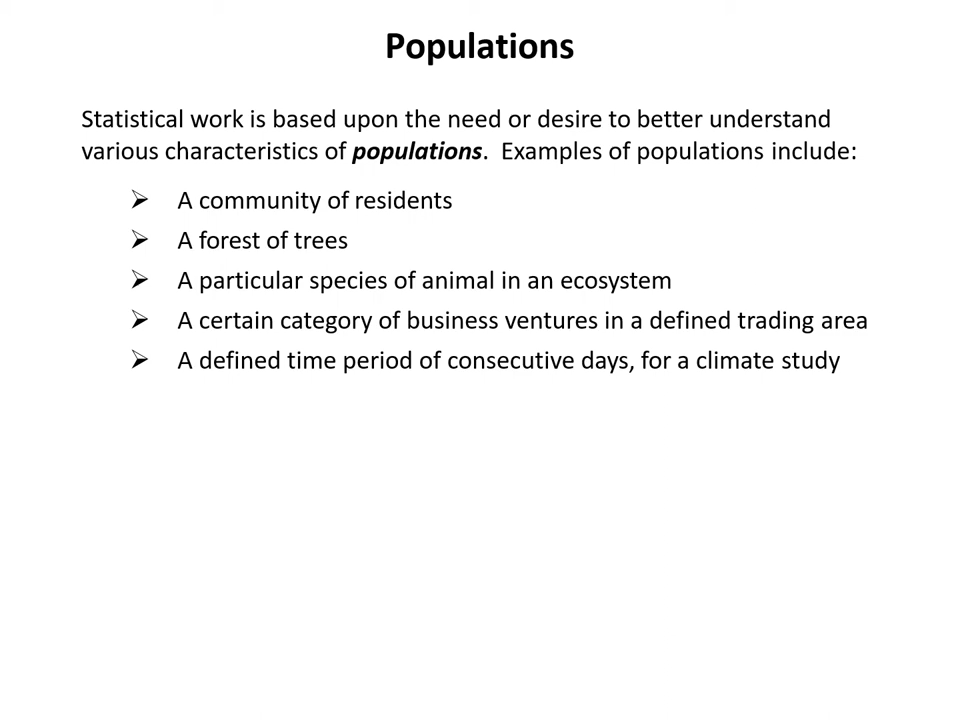 Populations
Statistical work is based upon the need or desire to better understand
various characteristics of populations.  Examples of populations include:
➢ A community of residents
➢ A forest of trees
➢ A particular species of animal in an ecosystem
➢ A certain category of business ventures in a defined trading area
➢ A defined time period of consecutive days, for a climate study